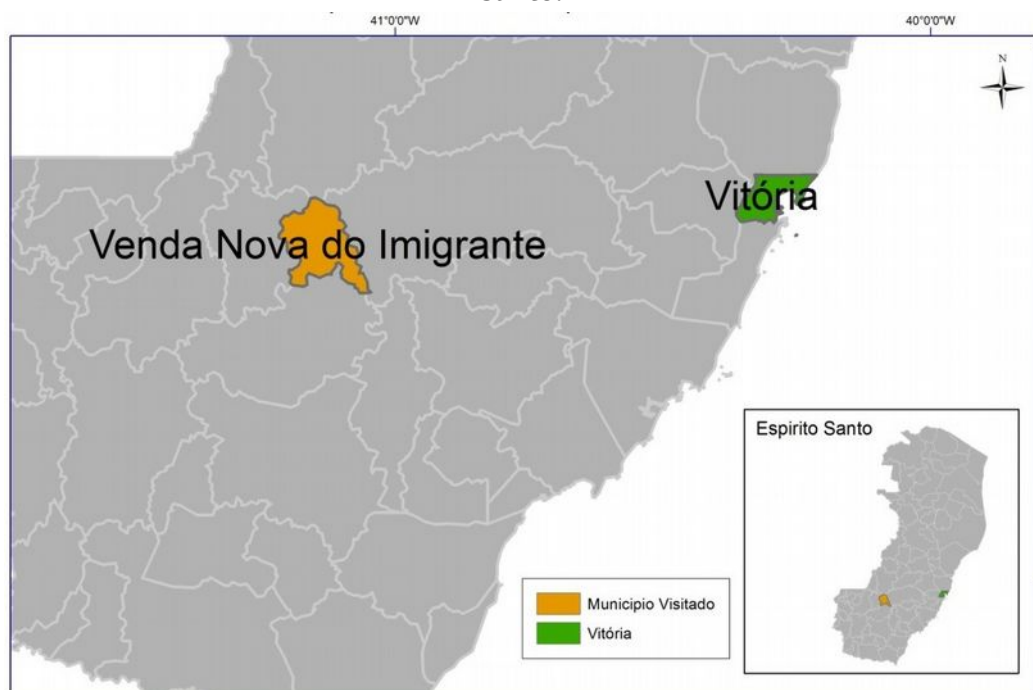 41°0'0"W
40°0'0"W
N
Vitória
Venda Nova do Imigrante
Espirito Santo
Municipio Visitado
Vitória